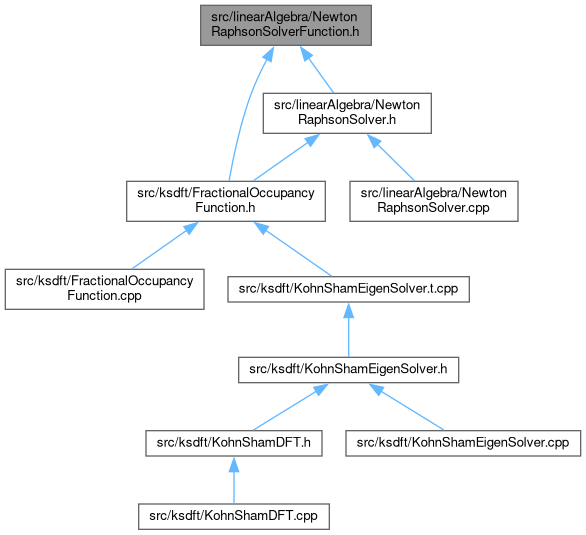 src/linearAlgebra/Newton
RaphsonSolverFunction.h
src/linearAlgebra/Newton
RaphsonSolver.h
src/ksdft/FractionalOccupancy
Function.h
src/linearAlgebra/Newton
RaphsonSolver.cpp
src/ksdft/FractionalOccupancy
Function.cpp
src/ksdft/KohnShamEigenSolver.t.cpp
src/ksdft/KohnShamEigenSolver.h
src/ksdft/KohnShamDFT.h
src/ksdft/KohnShamEigenSolver.cpp
src/ksdft/KohnShamDFT.cpp